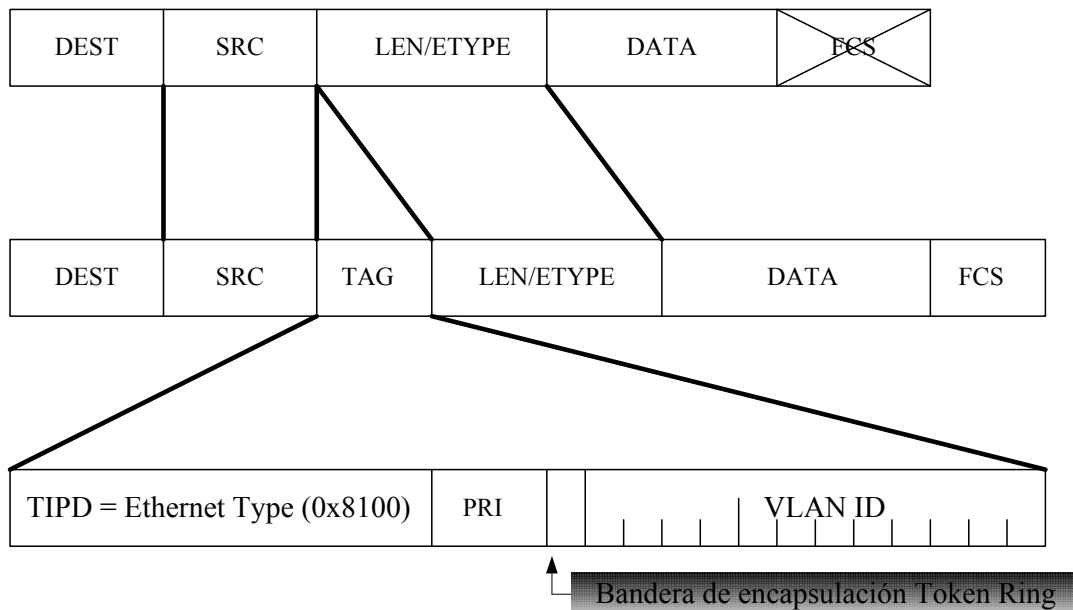 DEST SRC LEN/ETYPE DATA FCS
DEST SRC TAG LEN/ETYPE DATA FCS
TIPD = Ethernet Type (0x8100) PRI VLAN ID
Bandera de encapsulación Token Ring